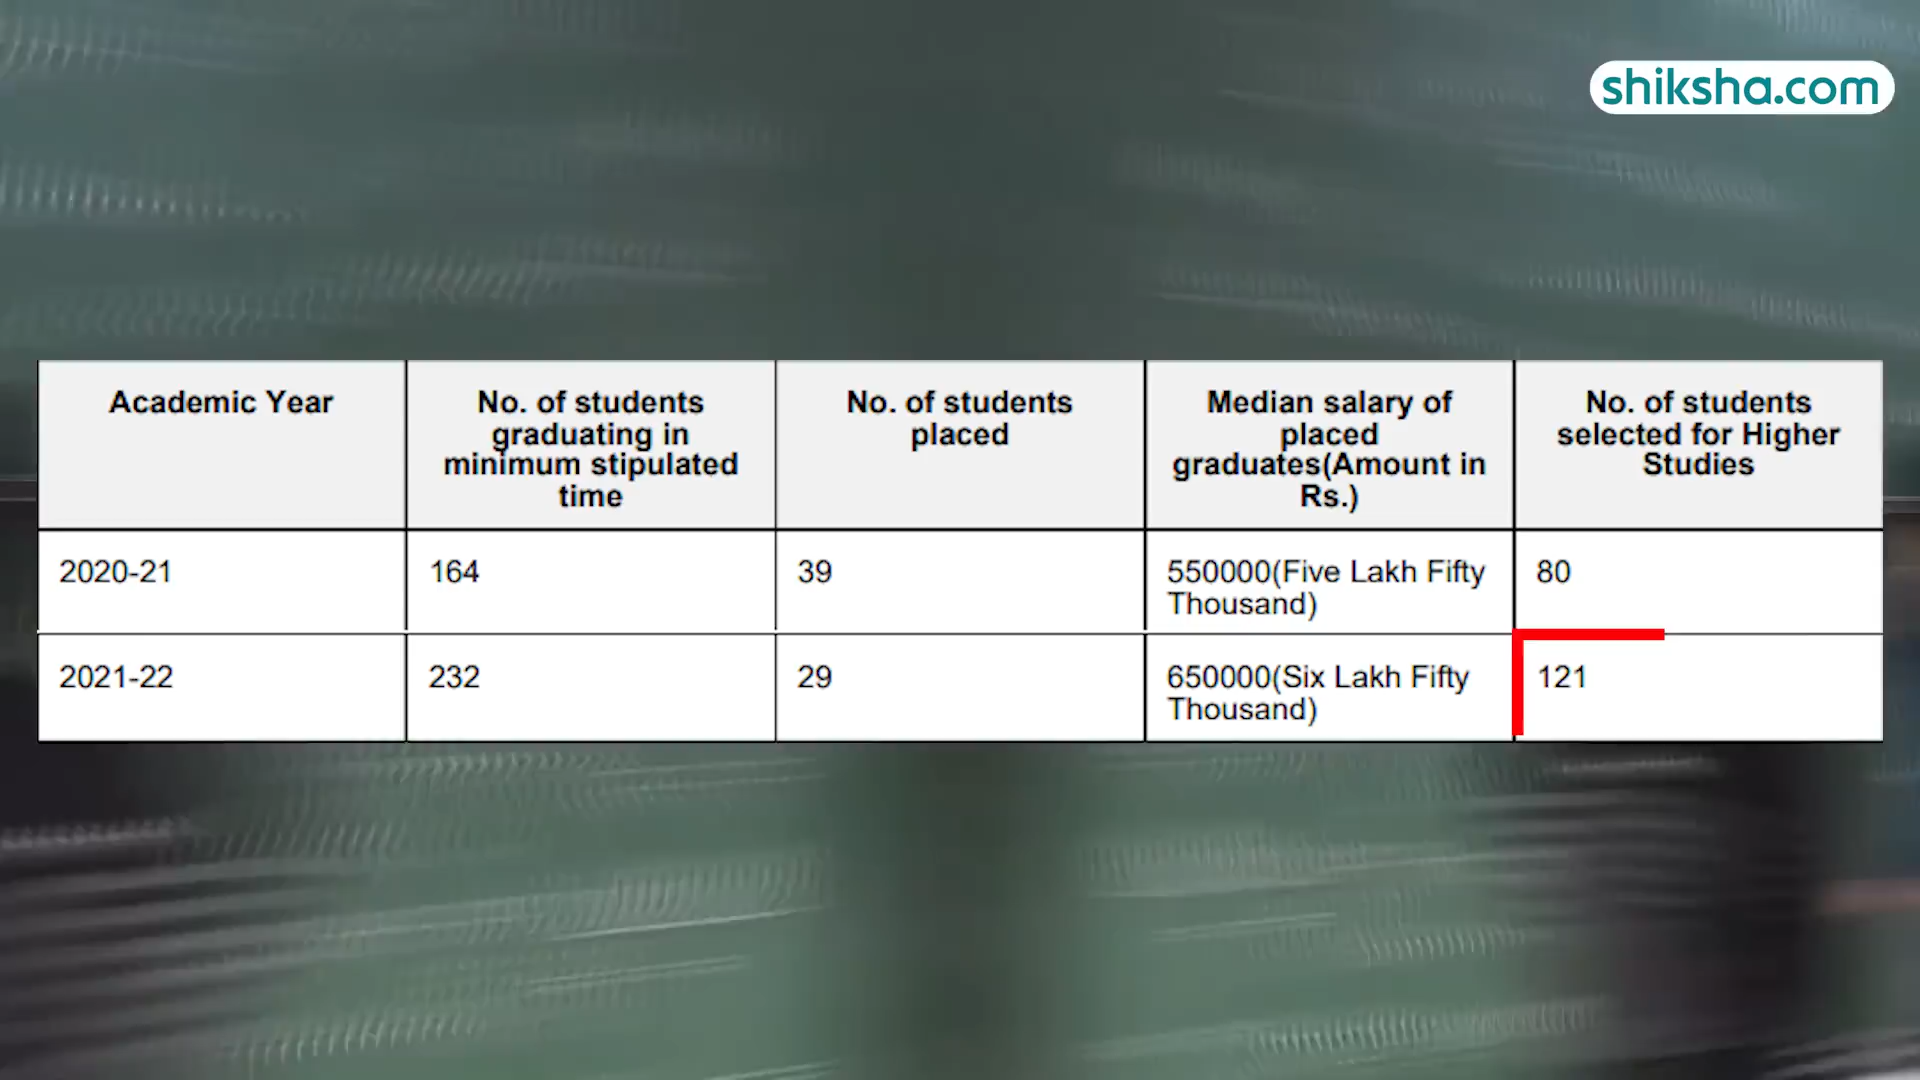 shiksha.com
Academic Year
No. of students
graduating in
minimum stipulated
time
No. of students
placed
Median salary of
placed
graduates(Amount in
Rs.)
No. of students
selected for Higher
Studies
2020-21
164
39
550000(Five Lakh Fifty
Thousand)
80
2021-22
232
29
650000(Six Lakh Fifty
Thousand)
121